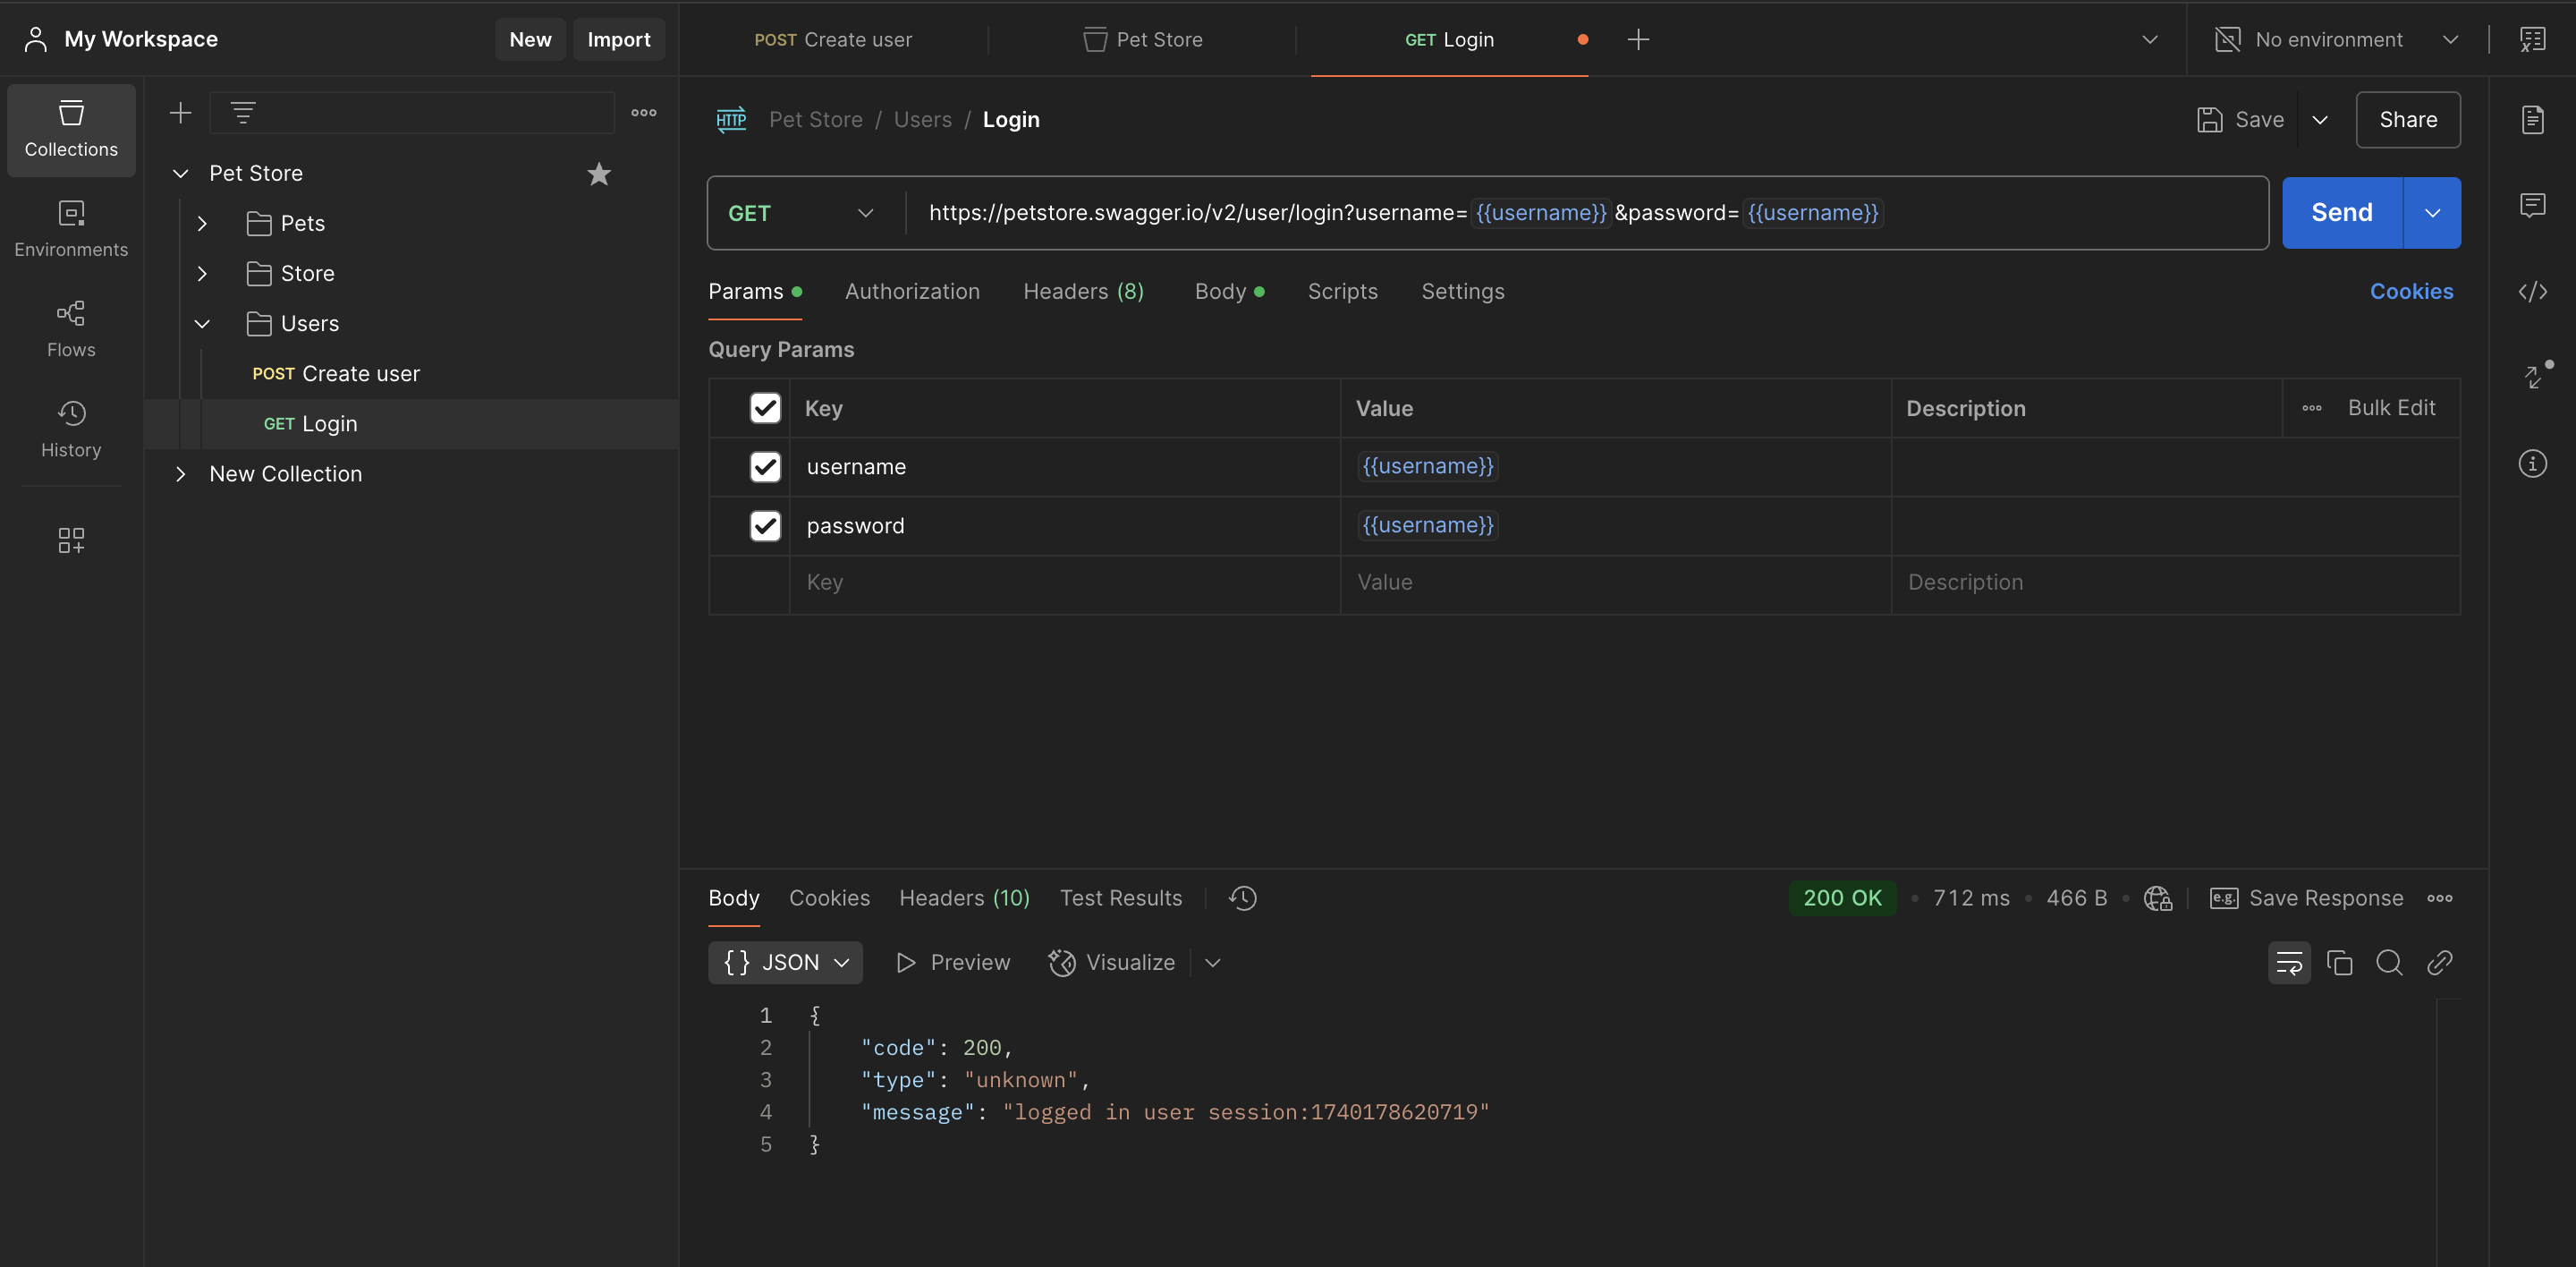 My Workspace
New
Import
POST Create user
Pet Store
GET Login
No environment
Collections
Environments
Flows
History
Pet Store
Pets
Store
Users
POST Create user
GET Login
New Collection
HTTP Pet Store / Users / Login
Save
Share
GET
https://petstore.swagger.io/v2/user/login?username={{username}}&password={{username}}
Send
Params
Authorization
Headers (8)
Body
Scripts
Settings
Cookies
Query Params
Key
Value
Description
Bulk Edit
username
{{username}}
password
{{username}}
Key
Value
Description
Body
Cookies
Headers (10)
Test Results
200 OK
712 ms
466 B
e.g. Save Response
{} JSON
Preview
Visualize
1 {
2 "code": 200,
3 "type": "unknown",
4 "message": "logged in user session:1740178620719"
5 }